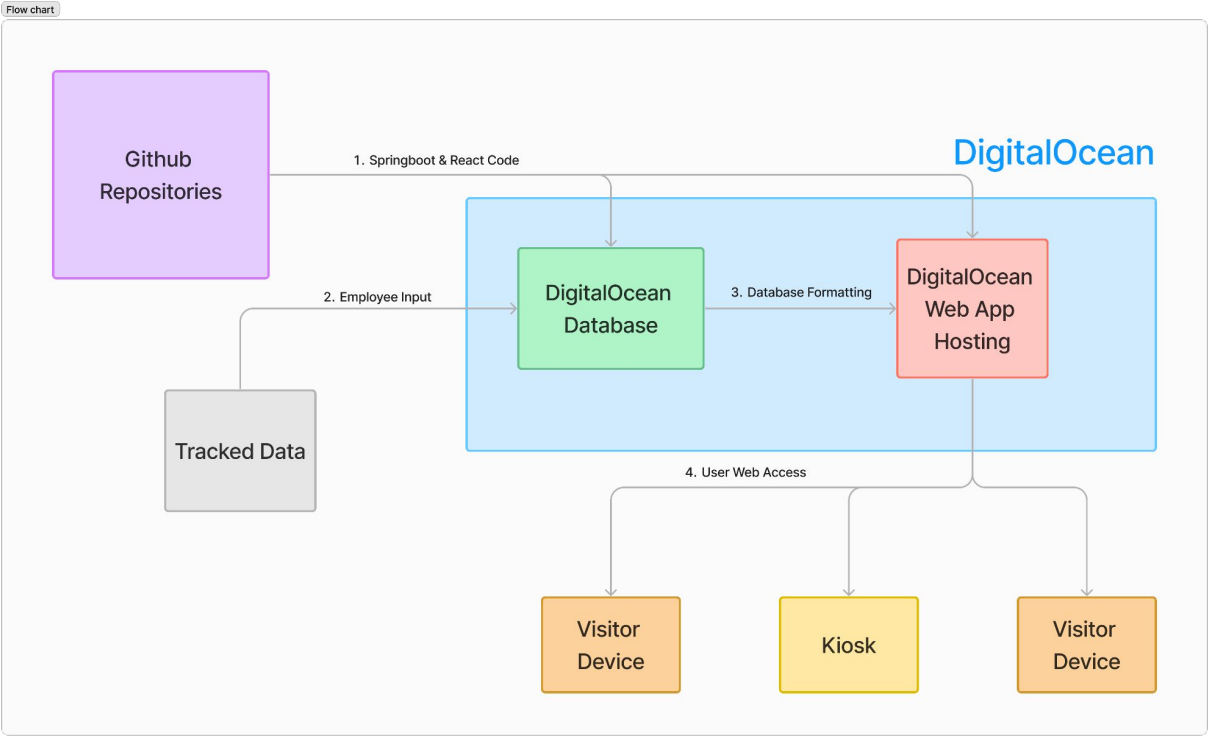 Flow chart
Github
Repositories
1. Springboot & React Code
DigitalOcean
2. Employee Input
DigitalOcean
Database
3. Database Formatting
DigitalOcean
Web App
Hosting
Tracked Data
4. User Web Access
Visitor
Device
Kiosk
Visitor
Device